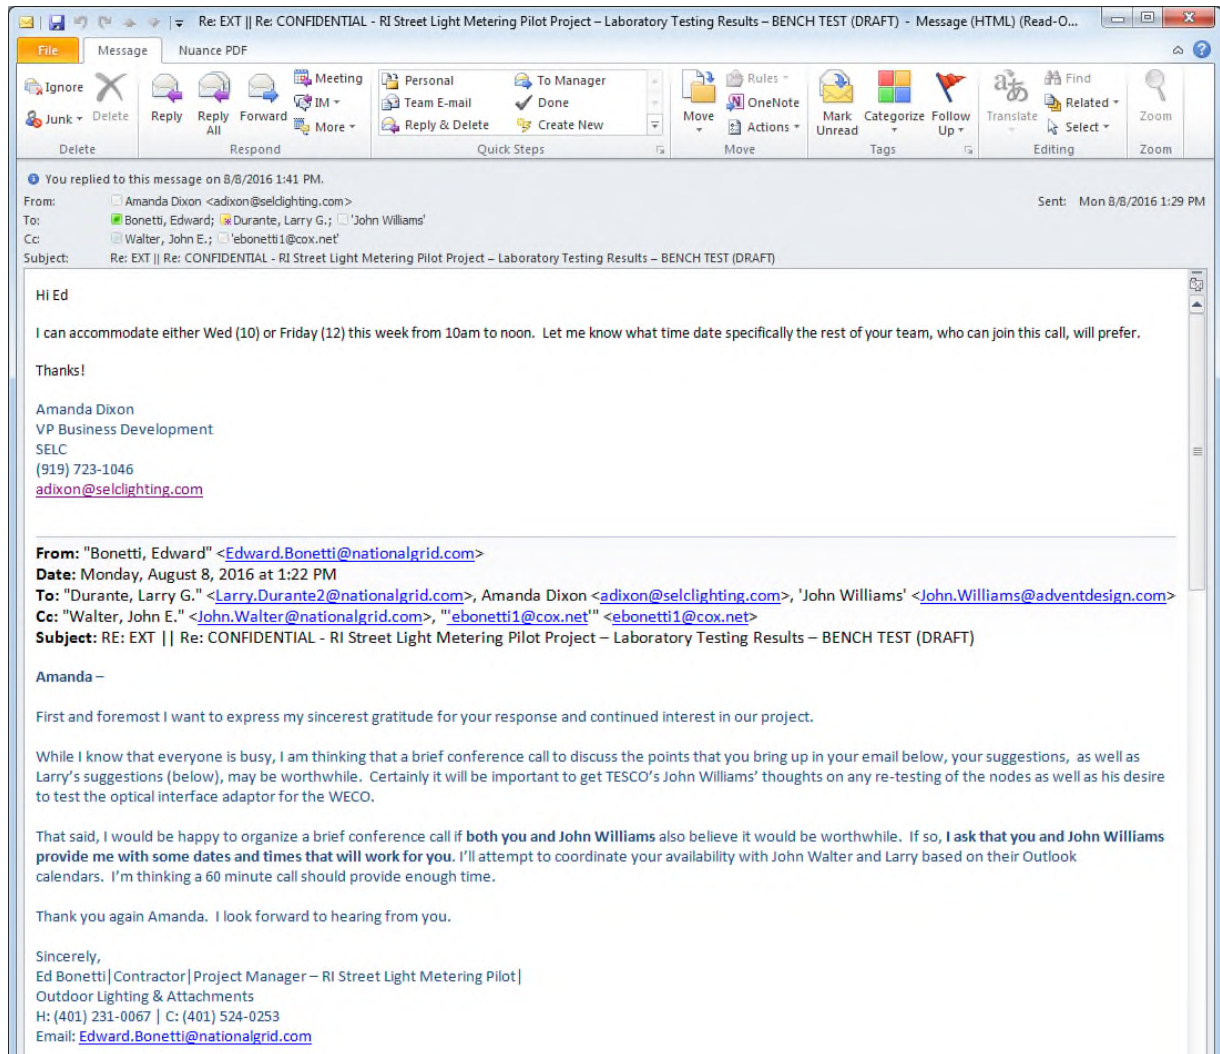 Re: EXT || Re: CONFIDENTIAL - RI Street Light Metering Pilot Project – Laboratory Testing Results – BENCH TEST (DRAFT) - Message (HTML) (Read-O...
File Message Nuance PDF
Ignore
Junk
Delete
Reply
Reply All
Forward
Meeting
IM
More
Personal
Team E-mail
Reply & Delete
To Manager
Done
Create New
Move
Rules
OneNote
Actions
Mark Unread
Categorize
Follow Up
Translate
Find
Related
Select
Zoom
Delete Respond Quick Steps Move Tags Editing Zoom
You replied to this message on 8/8/2016 1:41 PM.
From: Amanda Dixon <adixon@selclighting.com> Sent: Mon 8/8/2016 1:29 PM
To: Bonetti, Edward; Durante, Larry G.; 'John Williams'
Cc: Walter, John E.; 'ebonetti1@cox.net'
Subject: Re: EXT || Re: CONFIDENTIAL - RI Street Light Metering Pilot Project – Laboratory Testing Results – BENCH TEST (DRAFT)
Hi Ed
I can accommodate either Wed (10) or Friday (12) this week from 10am to noon. Let me know what time date specifically the rest of your team, who can join this call, will prefer.
Thanks!
Amanda Dixon
VP Business Development
SELC
(919) 723-1046
adixon@selclighting.com
From: "Bonetti, Edward" <Edward.Bonetti@nationalgrid.com>
Date: Monday, August 8, 2016 at 1:22 PM
To: "Durante, Larry G." <Larry.Durante2@nationalgrid.com>, Amanda Dixon <adixon@selclighting.com>, 'John Williams' <John.Williams@adventdesign.com>
Cc: "Walter, John E." <John.Walter@nationalgrid.com>, "'ebonetti1@cox.net'" <ebonetti1@cox.net>
Subject: RE: EXT || Re: CONFIDENTIAL - RI Street Light Metering Pilot Project – Laboratory Testing Results – BENCH TEST (DRAFT)
Amanda –
First and foremost I want to express my sincerest gratitude for your response and continued interest in our project.
While I know that everyone is busy, I am thinking that a brief conference call to discuss the points that you bring up in your email below, your suggestions, as well as
Larry's suggestions (below), may be worthwhile. Certainly it will be important to get TESCO's John Williams' thoughts on any re-testing of the nodes as well as his desire
to test the optical interface adaptor for the WECO.
That said, I would be happy to organize a brief conference call if both you and John Williams also believe it would be worthwhile. If so, I ask that you and John Williams
provide me with some dates and times that will work for you. I'll attempt to coordinate your availability with John Walter and Larry based on their Outlook
calendars. I'm thinking a 60 minute call should provide enough time.
Thank you again Amanda. I look forward to hearing from you.
Sincerely,
Ed Bonetti|Contractor|Project Manager – RI Street Light Metering Pilot|
Outdoor Lighting & Attachments
H: (401) 231-0067 | C: (401) 524-0253
Email: Edward.Bonetti@nationalgrid.com